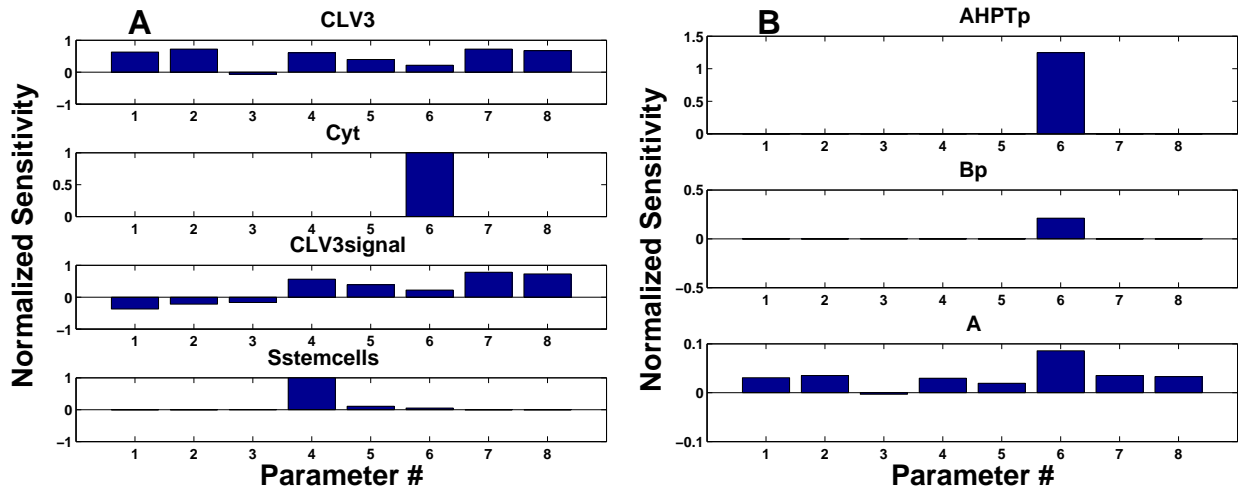 A
CLV3
Normalized Sensitivity
1
0
−1
1 2 3 4 5 6 7 8
Cyt
1
0.5
0
1 2 3 4 5 6 7 8
CLV3signal
1
0
−1
1 2 3 4 5 6 7 8
Sstemcells
1
0
−1
1 2 3 4 5 6 7 8
Parameter #
B
AHPTp
Normalized Sensitivity
1.5
1
0.5
0
1 2 3 4 5 6 7 8
Bp
0.5
0
−0.5
1 2 3 4 5 6 7 8
A
0.1
0
−0.1
1 2 3 4 5 6 7 8
Parameter #